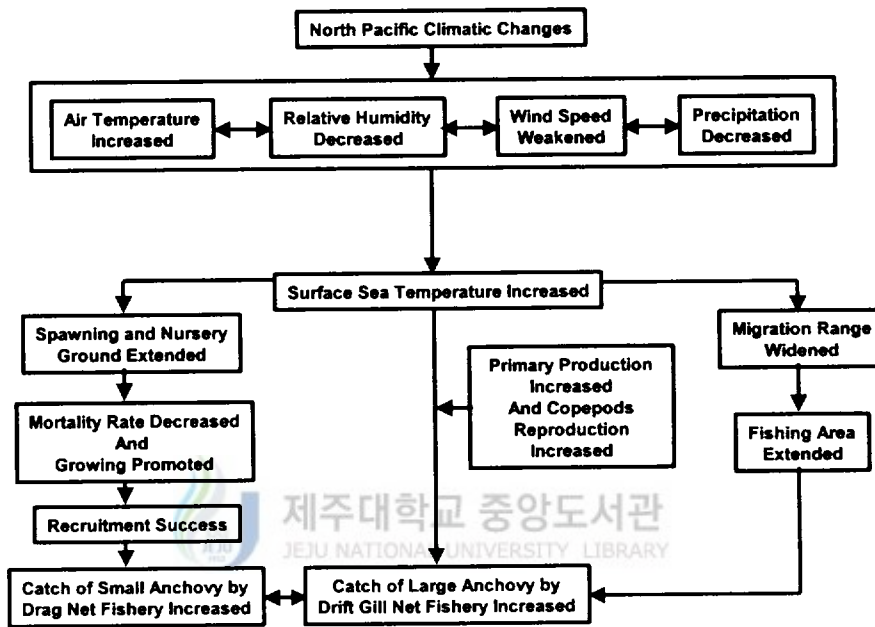 North Pacific Climatic Changes
Air Temperature
Increased
Relative Humidity
Decreased
Wind Speed
Weakened
Precipitation
Decreased
Surface Sea Temperature Increased
Spawning and Nursery
Ground Extended
Migration Range
Widened
Primary Production
Increased
And Copepods
Reproduction
Increased
Mortality Rate Decreased
And
Growing Promoted
Fishing Area
Extended
Recruitment Success
제주대학교 중앙도서관
JEJU NATIONAL UNIVERSITY LIBRARY
JEJU
Catch of Small Anchovy by
Drag Net Fishery Increased
Catch of Large Anchovy by
Drift Gill Net Fishery Increased